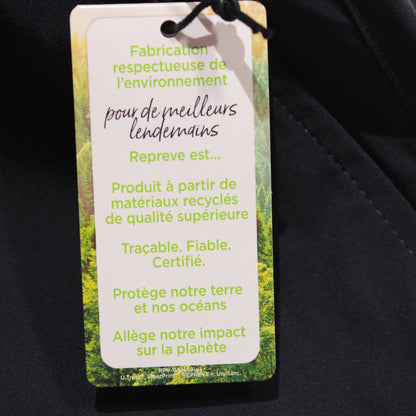 Fabrication
respectueuse de
l'environnement
pour de meilleurs
lendemains
Repreve est...
Produit à partir de
matériaux recyclés
de qualité supérieure
Traçable. Fiable.
Certifié.
Protège notre terre
et nos océans
Allège notre impact
sur la planète